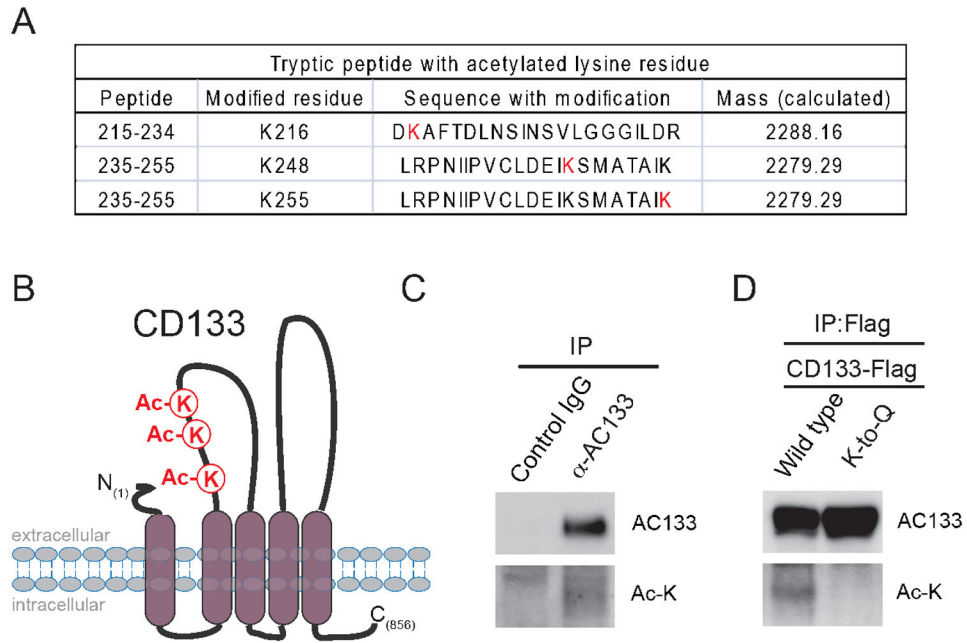 A
Tryptic peptide with acetylated lysine residue
Peptide Modified residue Sequence with modification Mass (calculated)
215-234 K216 DKAFTDLNSINSVLGGGILDR 2288.16
235-255 K248 LRPNIIPVCLDEIKSMATAIK 2279.29
235-255 K255 LRPNIIPVCLDEIKSMATAIK 2279.29
B
CD133
Ac-K
Ac-K
Ac-K
N(1)
extracellular
intracellular
C(856)
C
IP
Control IgG
α-AC133
AC133
Ac-K
D
IP:Flag
CD133-Flag
Wild type
K-to-Q
AC133
Ac-K